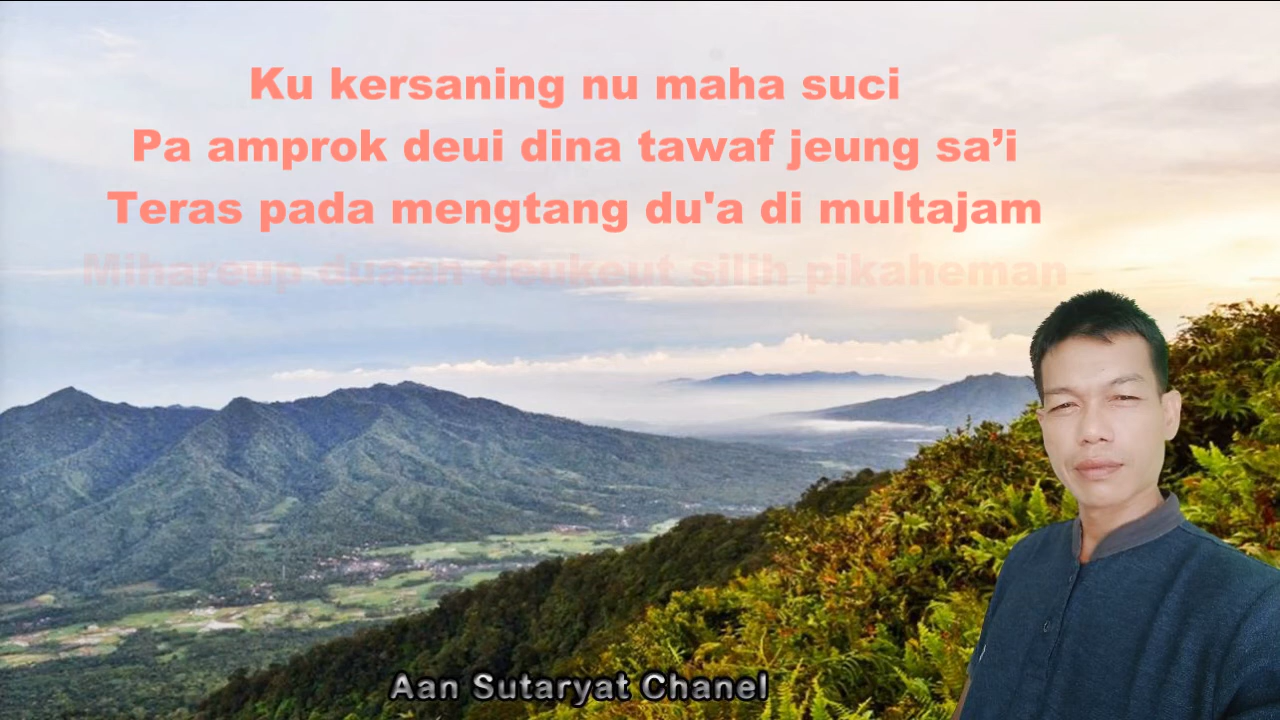 Ku kersaning nu maha suci
Pa amprok deui dina tawaf jeung sa’i
Teras pada mengtang du'a di multajam
Mihareup duaan deukeut silih pikaheman
Aan Sutaryat Chanel